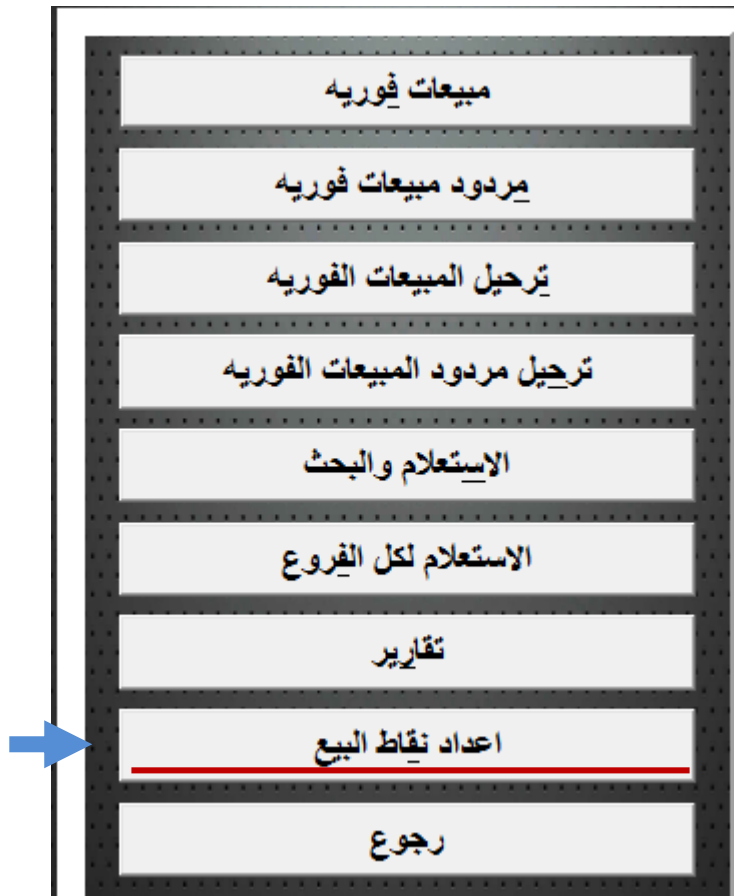 مبيعات فوريه
مردود مبيعات فوريه
ترحيل المبيعات الفوريه
ترحيل مردود المبيعات الفوريه
الاستعلام والبحث
الاستعلام لكل الفروع
تقارير
اعداد نقاط البيع
رجوع